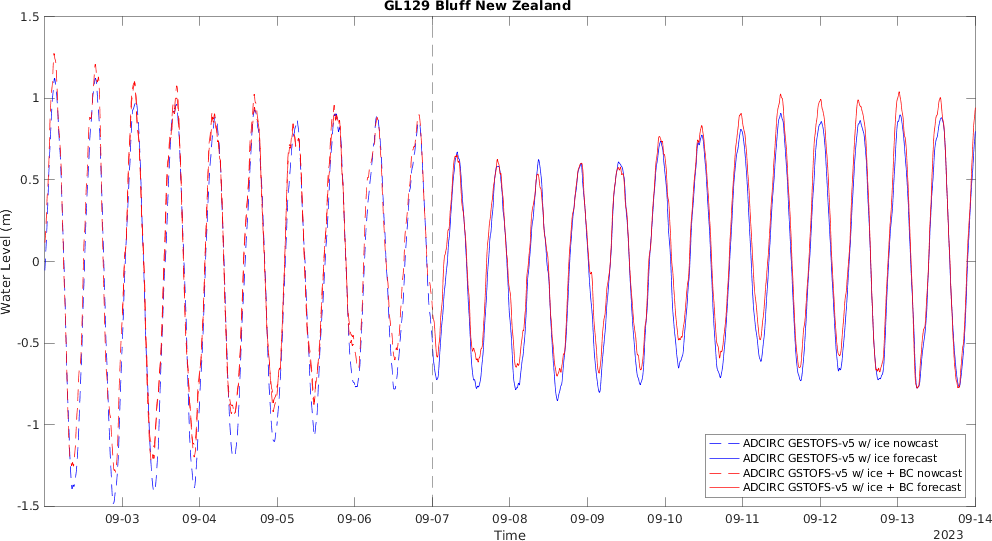 GL129 Bluff New Zealand
1.5
1
0.5
0
-0.5
-1
-1.5
Water Level (m)
09-03
09-04
09-05
09-06
09-07
09-08
09-09
09-10
09-11
09-12
09-13
09-14
Time
2023
ADCIRC GESTOFS-v5 w/ ice nowcast
ADCIRC GESTOFS-v5 w/ ice forecast
ADCIRC GSTOFS-v5 w/ ice + BC nowcast
ADCIRC GSTOFS-v5 w/ ice + BC forecast